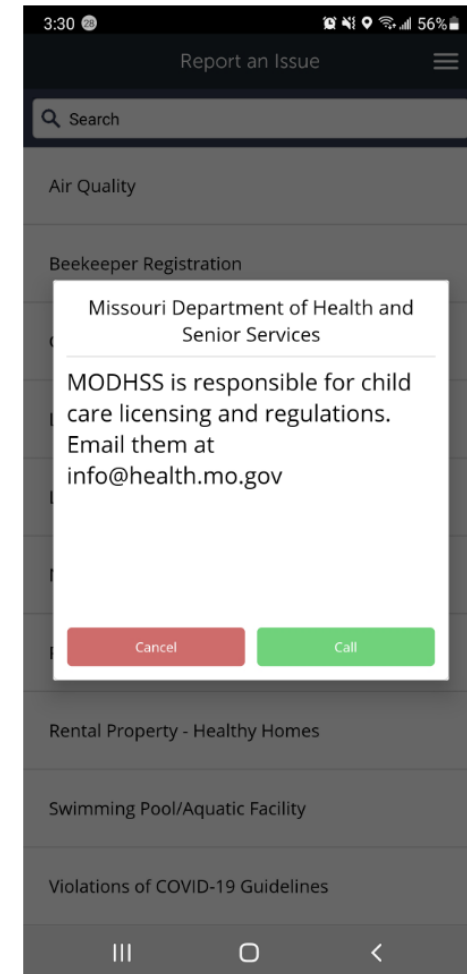 3:30 28 56%
Report an Issue
Search
Air Quality
Beekeeper Registration
Missouri Department of Health and
Senior Services
MODHSS is responsible for child
care licensing and regulations.
Email them at
info@health.mo.gov
Cancel Call
Rental Property - Healthy Homes
Swimming Pool/Aquatic Facility
Violations of COVID-19 Guidelines